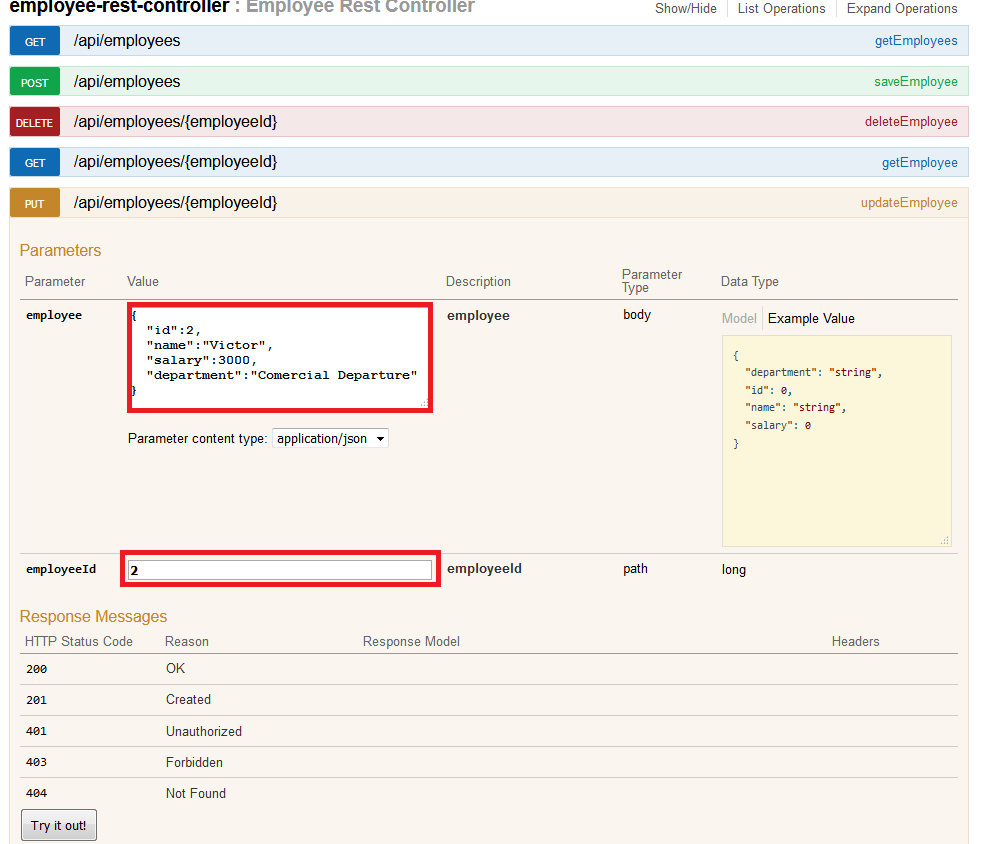 employee-rest-controller : Employee Rest Controller
Show/Hide List Operations Expand Operations
GET /api/employees getEmployees
POST /api/employees saveEmployee
DELETE /api/employees/{employeeId} deleteEmployee
GET /api/employees/{employeeId} getEmployee
PUT /api/employees/{employeeId} updateEmployee
Parameters
Parameter Value Description Parameter Type Data Type
employee
{
"id":2,
"name":"Victor",
"salary":3000,
"department":"Comercial Departure"
}
Parameter content type: application/json
employee
body
Model Example Value
{
"department": "string",
"id": 0,
"name": "string",
"salary": 0
}
employeeId 2 employeeId path long
Response Messages
HTTP Status Code Reason Response Model Headers
200 OK
201 Created
401 Unauthorized
403 Forbidden
404 Not Found
Try it out!